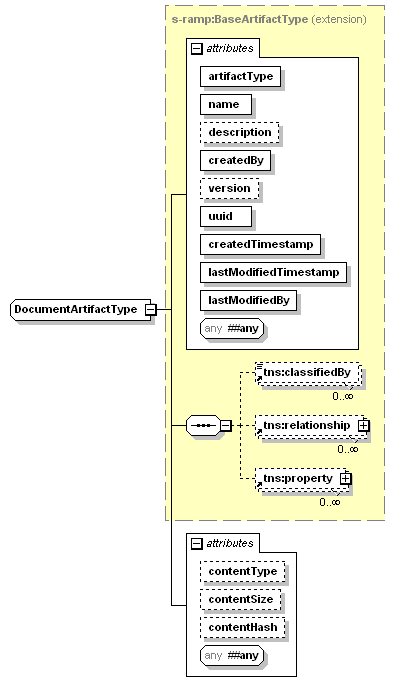 s-ramp:BaseArtifactType (extension)
attributes
artifactType
name
description
createdBy
version
uuid
createdTimestamp
lastModifiedTimestamp
lastModifiedBy
any ##any
DocumentArtifactType
tns:classifiedBy
0..∞
tns:relationship
0..∞
tns:property
0..∞
attributes
contentType
contentSize
contentHash
any ##any